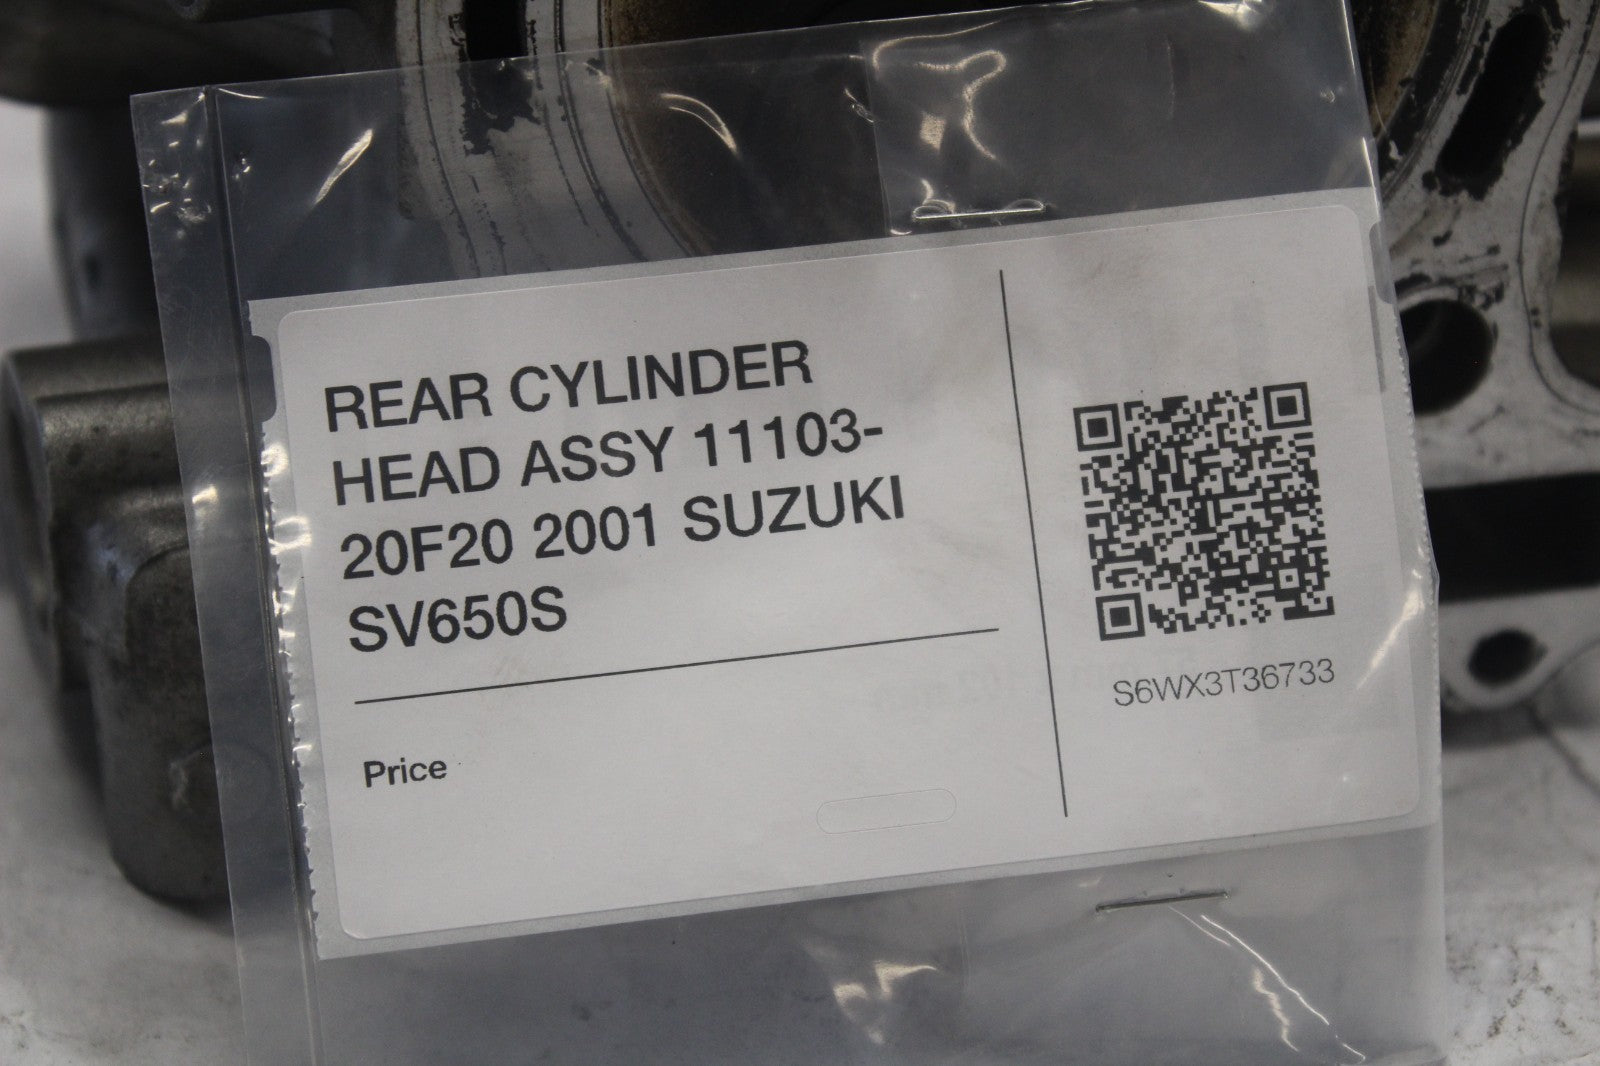 REAR CYLINDER
HEAD ASSY 11103-
20F20 2001 SUZUKI
SV650S
Price
S6WX3T36733